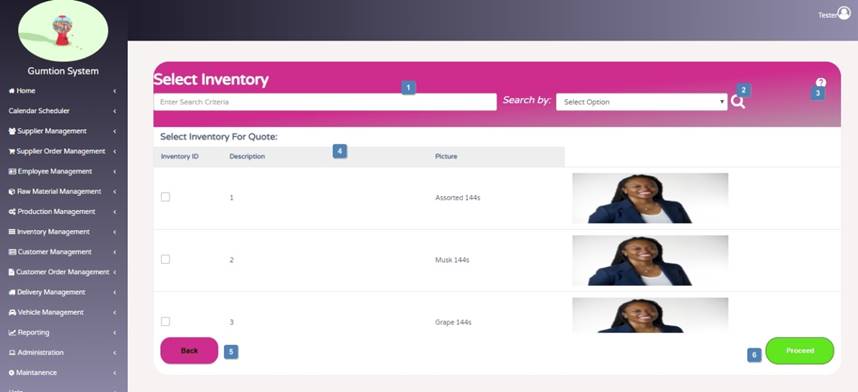 Tester
Gumtion System
Home
Calendar Scheduler
Supplier Management
Supplier Order Management
Employee Management
Raw Material Management
Production Management
Inventory Management
Customer Management
Customer Order Management
Delivery Management
Vehicle Management
Reporting
Administration
Maintanence
Help
Select Inventory
1
2
?
3
Enter Search Criteria
Search by:
Select Option
Select Inventory For Quote:
4
Inventory ID Description Picture
1 Assorted 144s
2 Musk 144s
3 Grape 144s
Back 5 6 Proceed